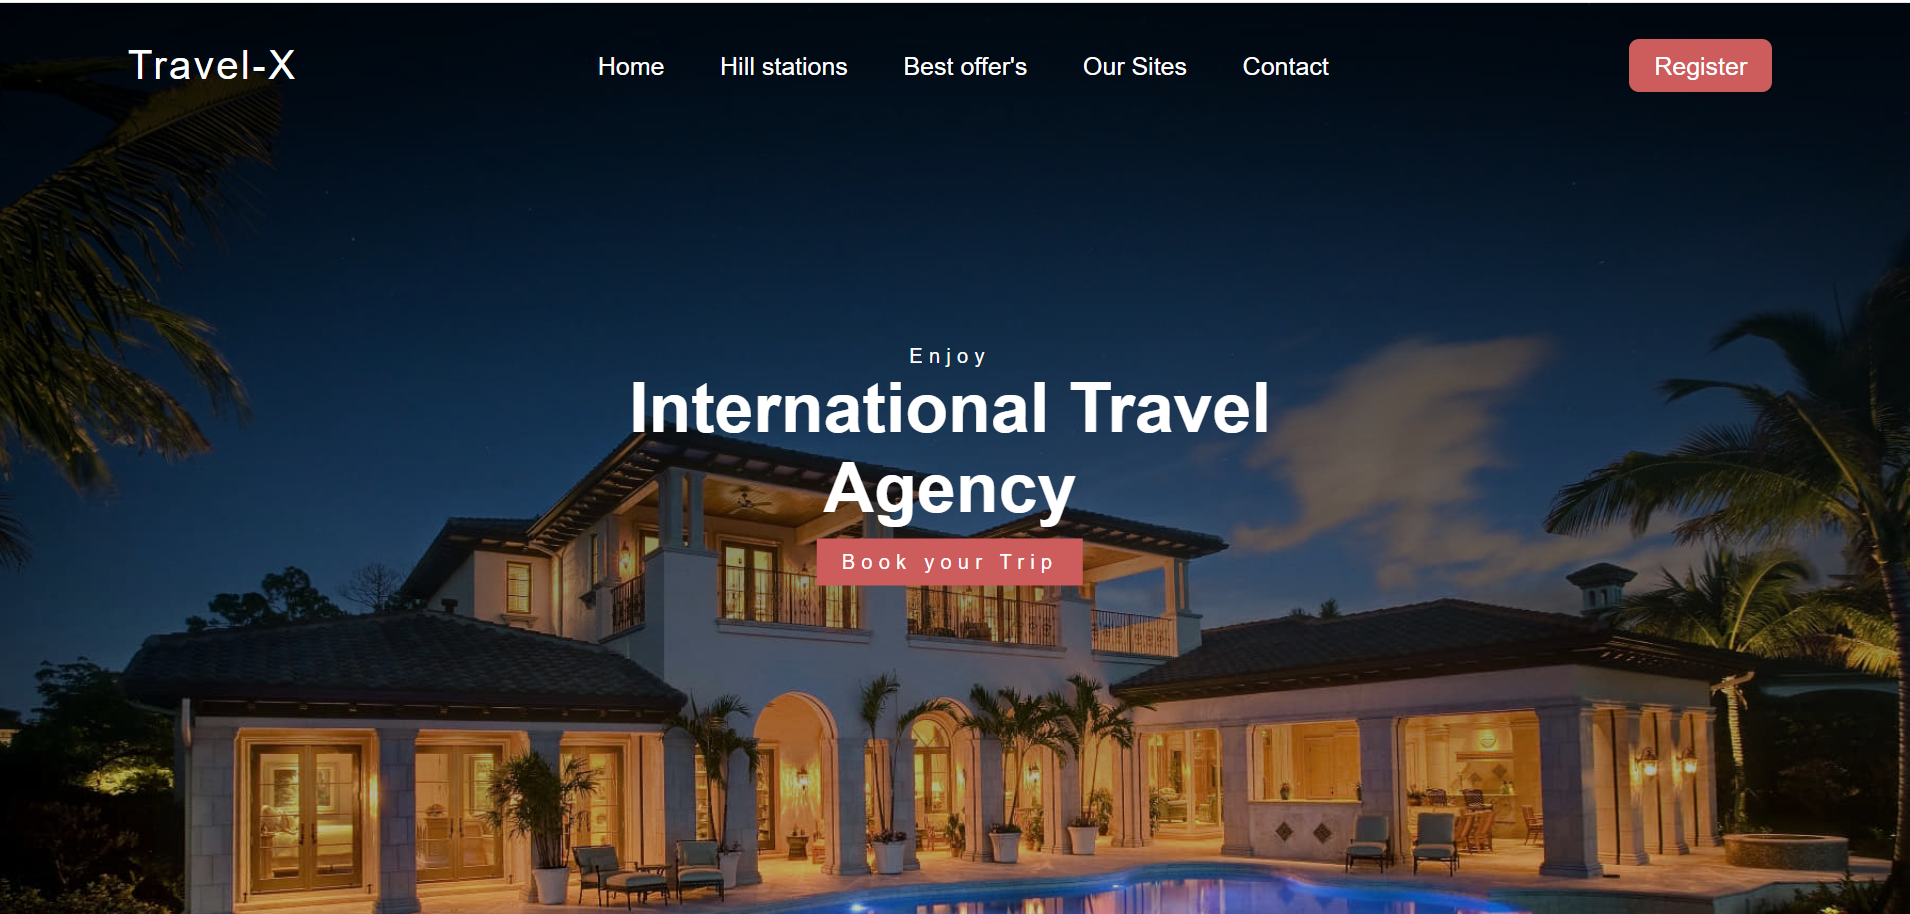 Travel-X
Home
Hill stations
Best offer's
Our Sites
Contact
Register
Enjoy
International Travel
Agency
Book your Trip